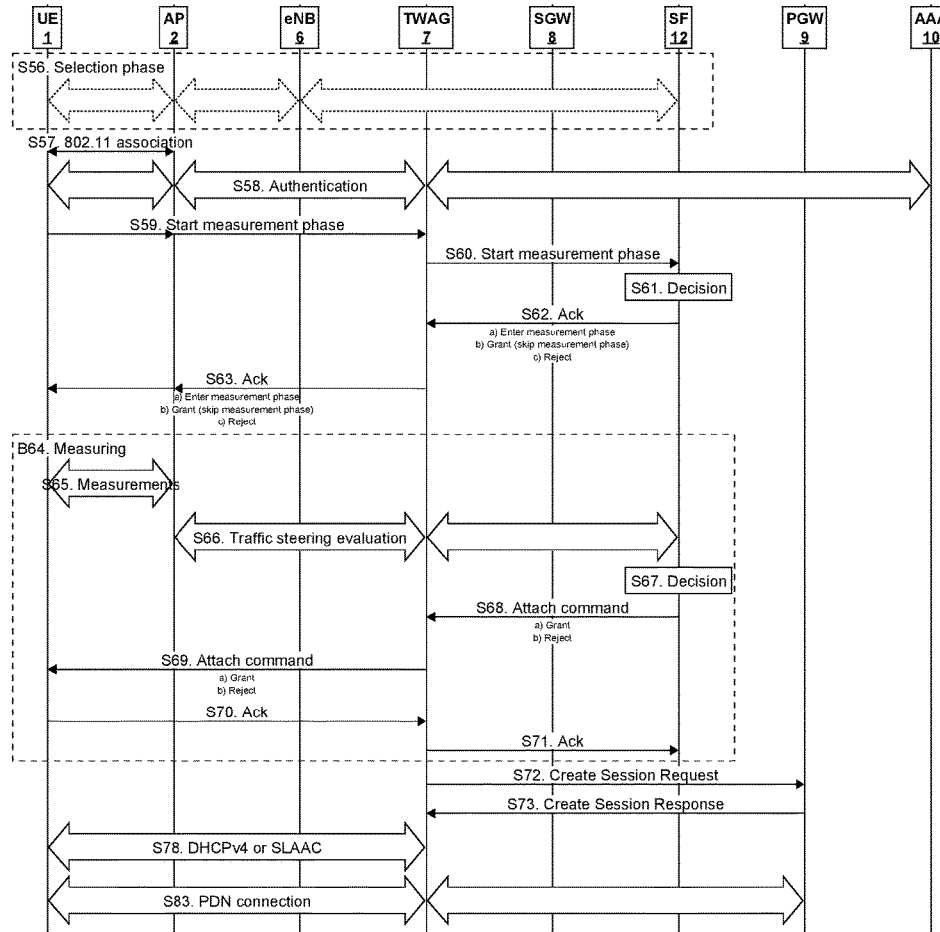 UE AP eNB TWAG SGW SF PGW AAA
1 2 6 7 8 12 9 10
S56. Selection phase
S57. 802.11 association
S58. Authentication
S59. Start measurement phase
S60. Start measurement phase
S61. Decision
S62. Ack
a) Enter measurement phase
b) Grant (skip measurement phase)
c) Reject
S63. Ack
a) Enter measurement phase
b) Grant (skip measurement phase)
c) Reject
B64. Measuring
S65. Measurements
S66. Traffic steering evaluation
S67. Decision
S68. Attach command
a) Grant
b) Reject
S69. Attach command
a) Grant
b) Reject
S70. Ack
S71. Ack
S72. Create Session Request
S73. Create Session Response
S78. DHCPv4 or SLAAC
S83. PDN connection